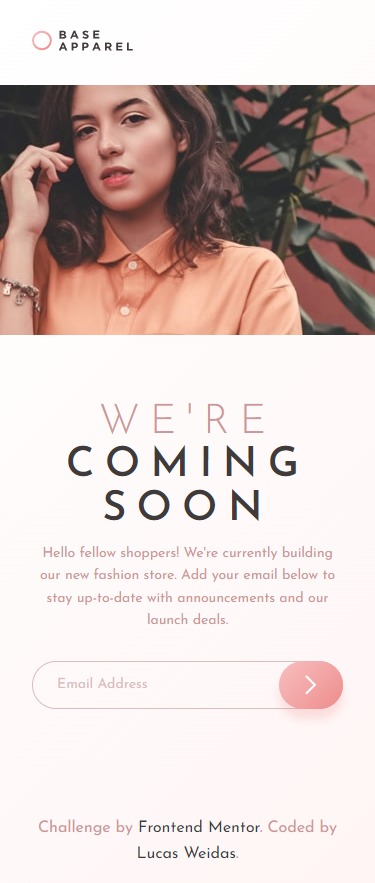 BASE
APPAREL
WE'RE
COMING
SOON
Hello fellow shoppers! We're currently building
our new fashion store. Add your email below to
stay up-to-date with announcements and our
launch deals.
Email Address
Challenge by Frontend Mentor. Coded by
Lucas Weidas.